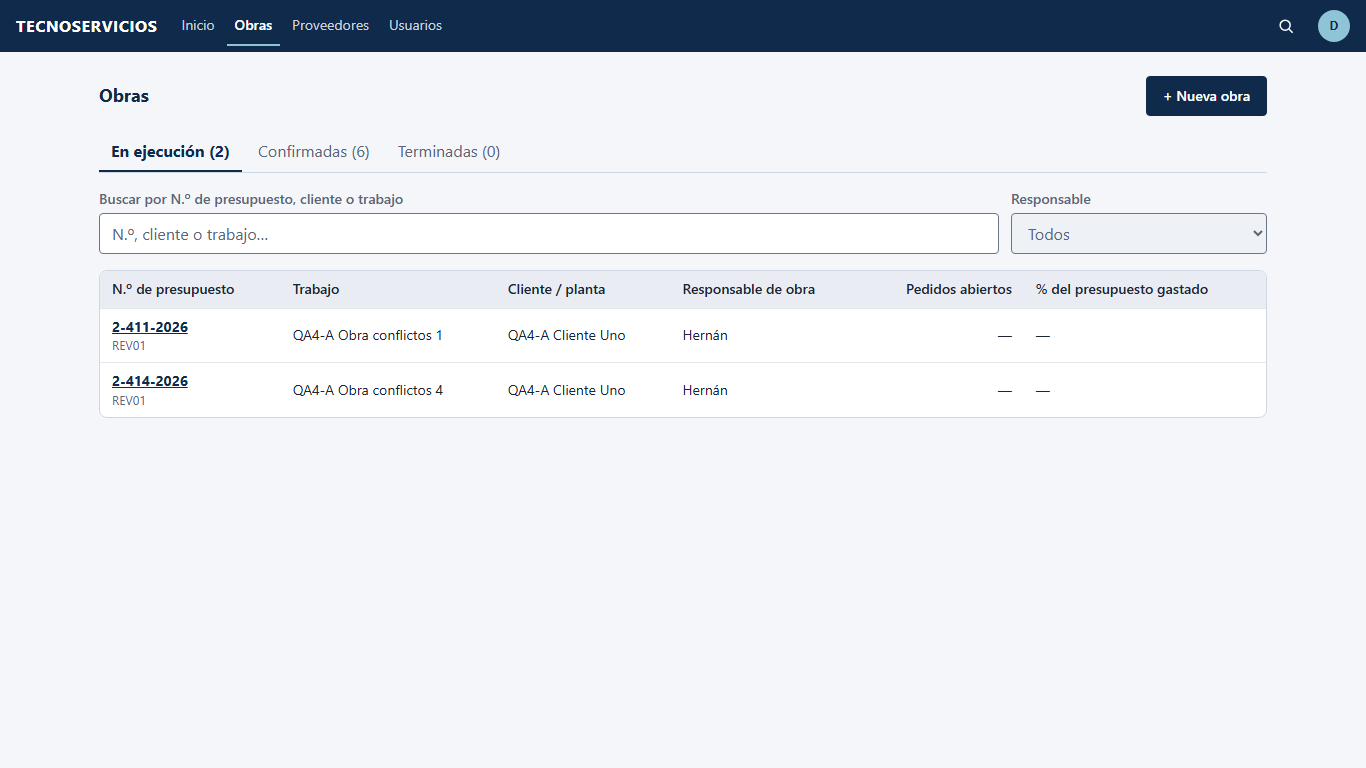 TECNOSERVICIOS Inicio Obras Proveedores Usuarios D
Obras + Nueva obra
En ejecución (2) Confirmadas (6) Terminadas (0)
Buscar por N.º de presupuesto, cliente o trabajo Responsable
N.º, cliente o trabajo... Todos
N.º de presupuesto Trabajo Cliente / planta Responsable de obra Pedidos abiertos % del presupuesto gastado
2-411-2026 QA4-A Obra conflictos 1 QA4-A Cliente Uno Hernán — —
REV01
2-414-2026 QA4-A Obra conflictos 4 QA4-A Cliente Uno Hernán — —
REV01